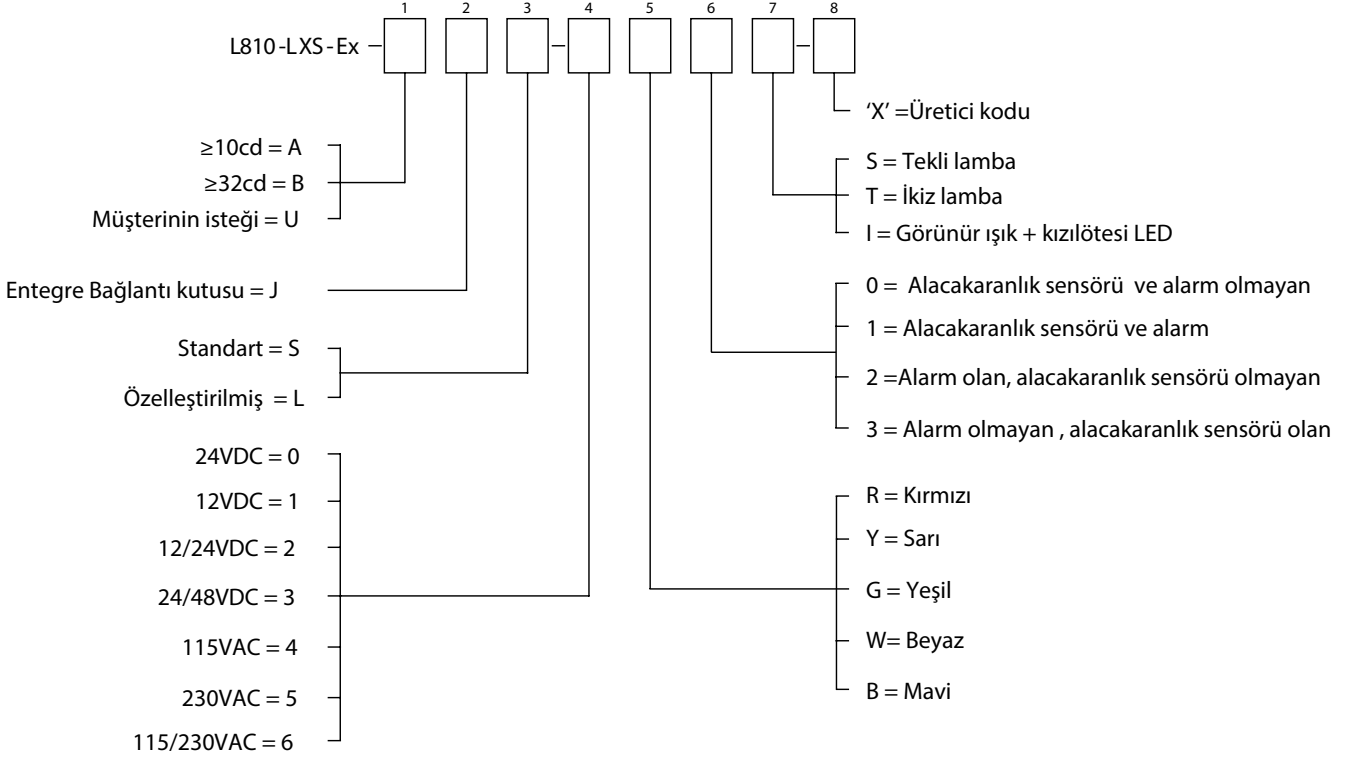 1 2 3 4 5 6 7 8
L810-LXS-Ex - -
≥10cd = A
≥32cd = B
Müşterinin isteği = U
Entegre Bağlantı kutusu = J
Standart = S
Özelleştirilmiş = L
24VDC = 0
12VDC = 1
12/24VDC = 2
24/48VDC = 3
115VAC = 4
230VAC = 5
115/230VAC = 6
‘X’ =Üretici kodu
S = Tekli lamba
T = İkiz lamba
I = Görünür ışık + kızılötesi LED
0 = Alacakaranlık sensörü ve alarm olmayan
1 = Alacakaranlık sensörü ve alarm
2 =Alarm olan, alacakaranlık sensörü olmayan
3 = Alarm olmayan , alacakaranlık sensörü olan
R = Kırmızı
Y = Sarı
G = Yeşil
W= Beyaz
B = Mavi